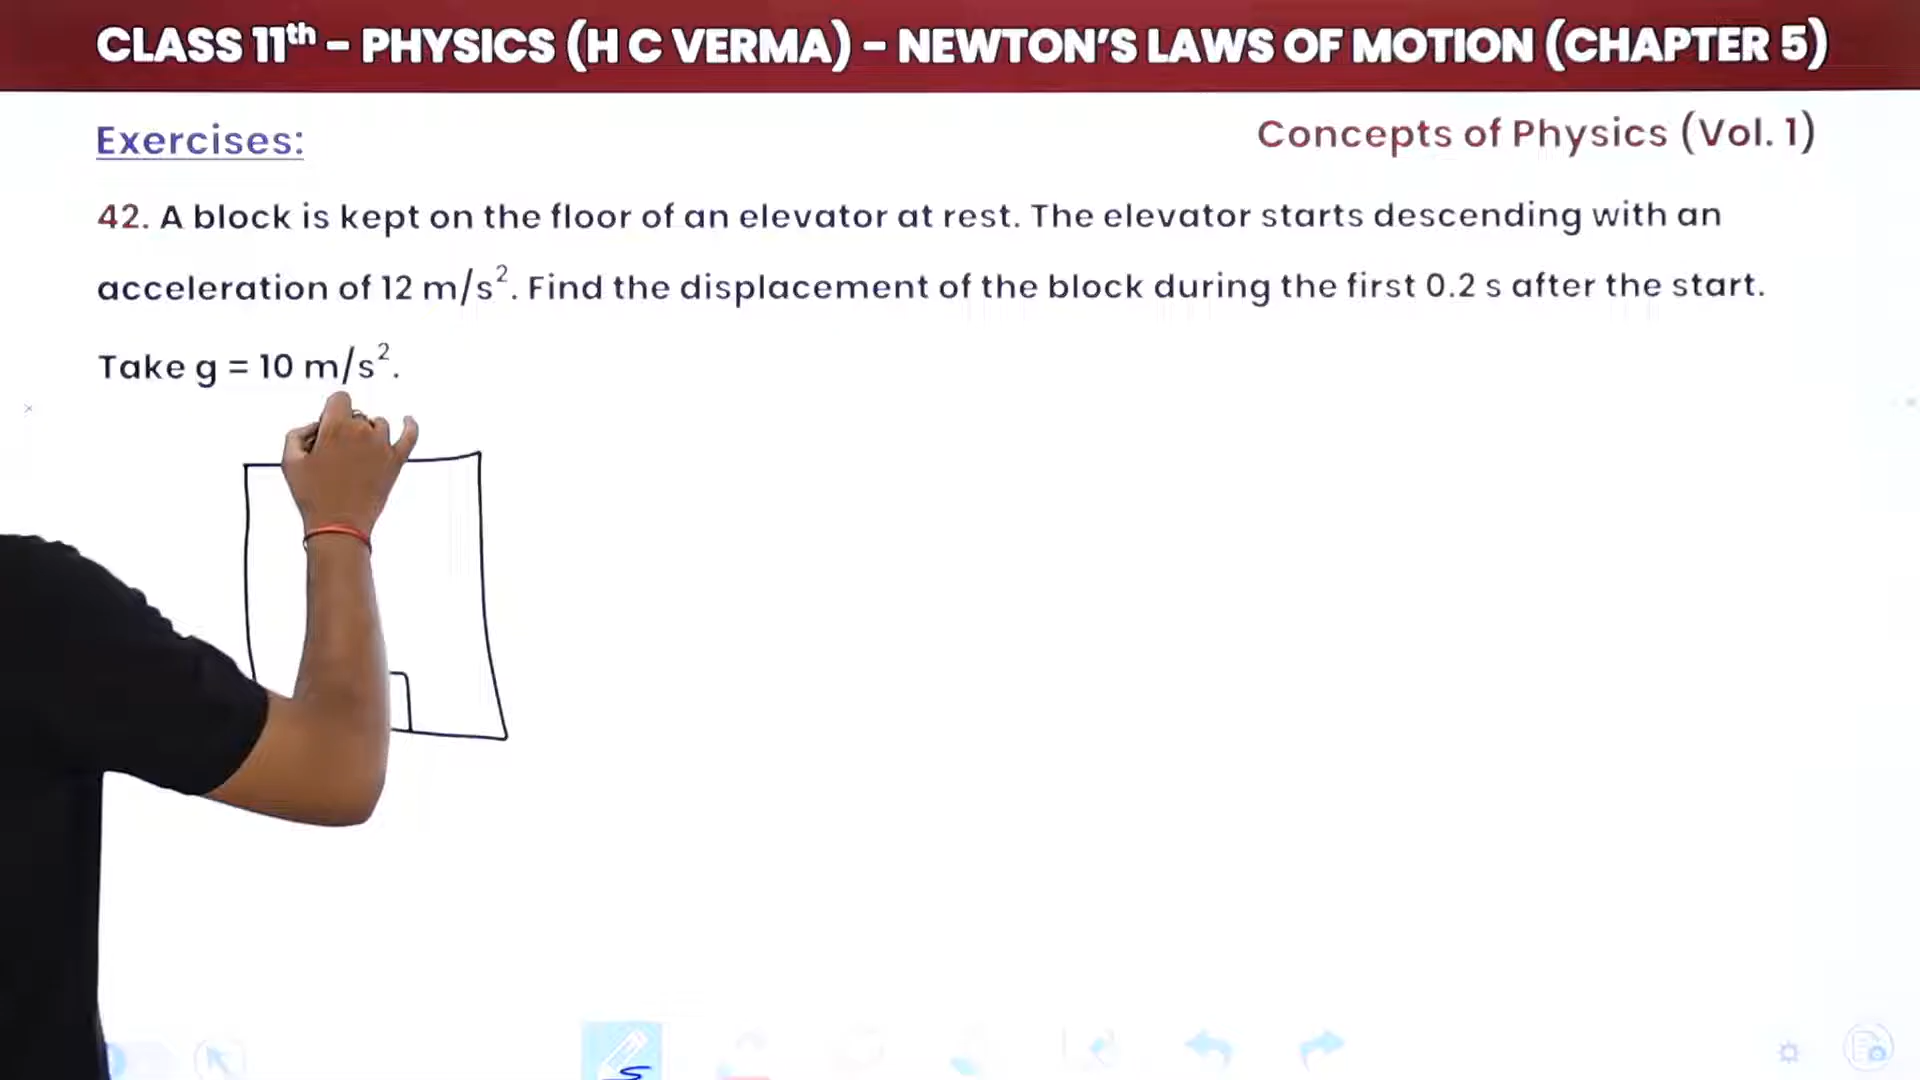 CLASS 11th – PHYSICS (H C VERMA) – NEWTON'S LAWS OF MOTION (CHAPTER 5)
Exercises:
Concepts of Physics (Vol. 1)
42. A block is kept on the floor of an elevator at rest. The elevator starts descending with an
acceleration of 12 m/s². Find the displacement of the block during the first 0.2 s after the start.
Take g = 10 m/s².